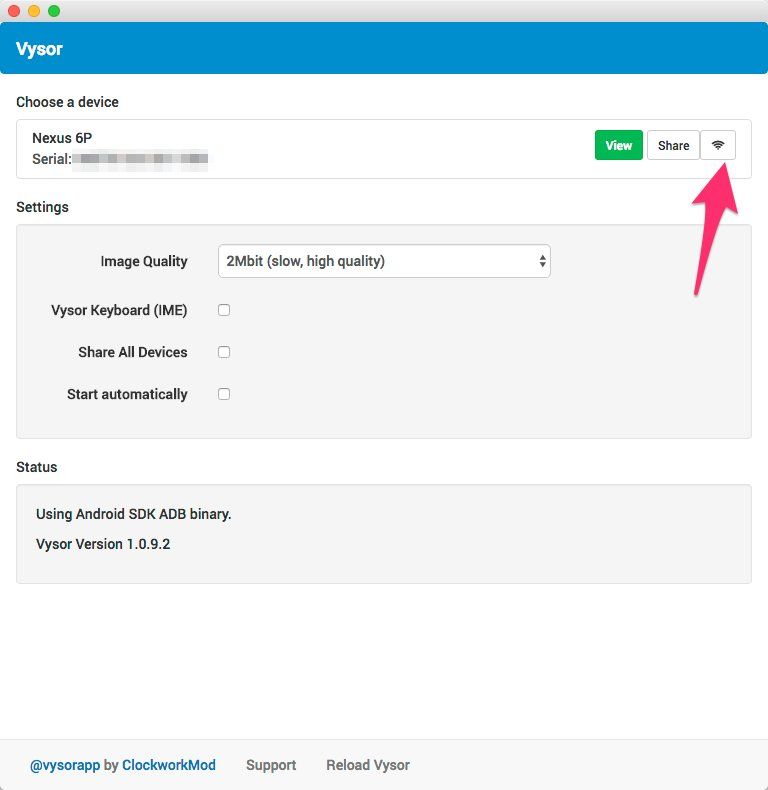 Vysor
Choose a device
Nexus 6P
Serial:
View Share
Settings
Image Quality 2Mbit (slow, high quality)
Vysor Keyboard (IME)
Share All Devices
Start automatically
Status
Using Android SDK ADB binary.
Vysor Version 1.0.9.2
@vysorapp by ClockworkMod Support Reload Vysor